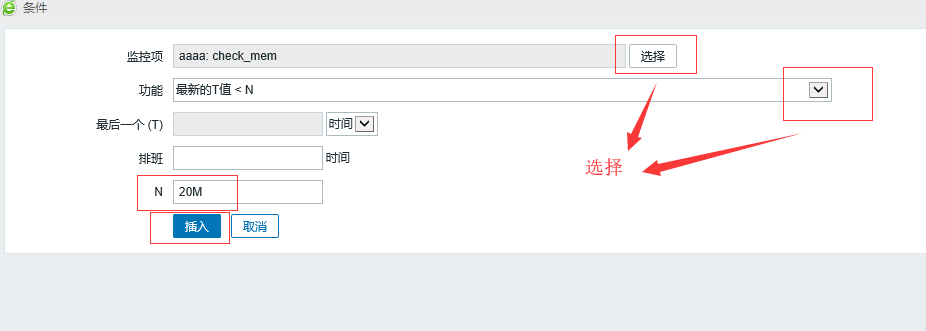 条件
监控项 aaaa: check_mem 选择
功能 最新的T值 < N
最后一个 (T) 时间
选择
排班 时间
N 20M
插入 取消